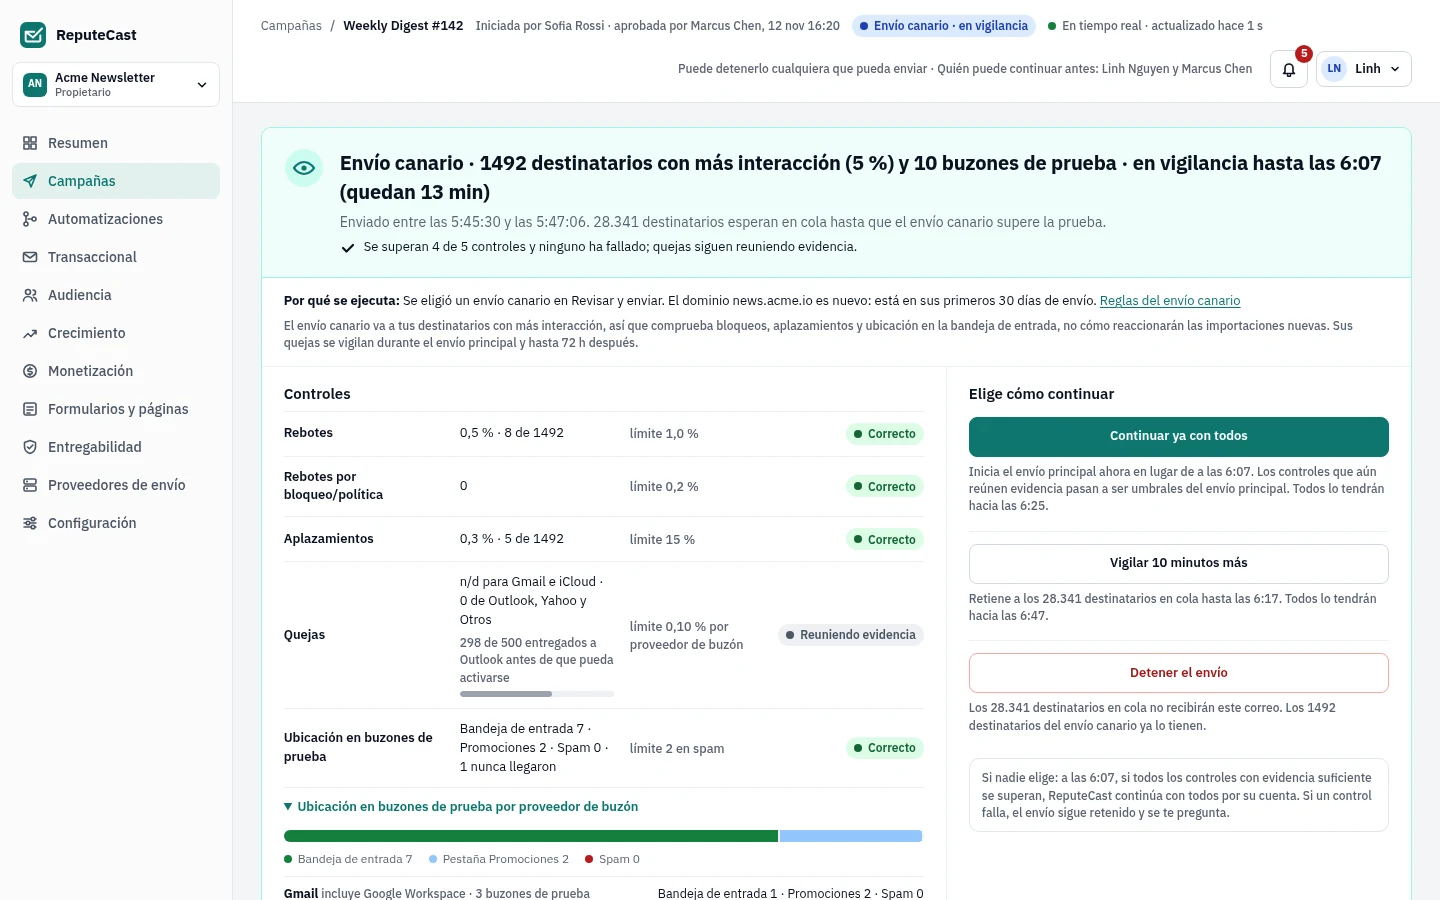 ReputeCast
AN
Acme Newsletter
Propietario
Resumen
Campañas
Automatizaciones
Transaccional
Audiencia
Crecimiento
Monetización
Formularios y páginas
Entregabilidad
Proveedores de envío
Configuración
Campañas / Weekly Digest #142 Iniciada por Sofia Rossi · aprobada por Marcus Chen, 12 nov 16:20 Envío canario · en vigilancia En tiempo real · actualizado hace 1 s
Puede detenerlo cualquiera que pueda enviar · Quién puede continuar antes: Linh Nguyen y Marcus Chen
5
LN Linh
Envío canario · 1492 destinatarios con más interacción (5 %) y 10 buzones de prueba · en vigilancia hasta las 6:07
(quedan 13 min)
Enviado entre las 5:45:30 y las 5:47:06. 28.341 destinatarios esperan en cola hasta que el envío canario supere la prueba.
Se superan 4 de 5 controles y ninguno ha fallado; quejas siguen reuniendo evidencia.
Por qué se ejecuta: Se eligió un envío canario en Revisar y enviar. El dominio news.acme.io es nuevo: está en sus primeros 30 días de envío. Reglas del envío canario
El envío canario va a tus destinatarios con más interacción, así que comprueba bloqueos, aplazamientos y ubicación en la bandeja de entrada, no cómo reaccionarán las importaciones nuevas. Sus
quejas se vigilan durante el envío principal y hasta 72 h después.
Controles
Rebotes
0,5 % · 8 de 1492
límite 1,0 %
Correcto
Rebotes por
bloqueo/política
0
límite 0,2 %
Correcto
Aplazamientos
0,3 % · 5 de 1492
límite 15 %
Correcto
Quejas
n/d para Gmail e iCloud ·
0 de Outlook, Yahoo y
Otros
298 de 500 entregados a
Outlook antes de que pueda
activarse
límite 0,10 % por
proveedor de buzón
Reuniendo evidencia
Ubicación en buzones de
prueba
Bandeja de entrada 7 ·
Promociones 2 · Spam 0 ·
1 nunca llegaron
límite 2 en spam
Correcto
Ubicación en buzones de prueba por proveedor de buzón
Bandeja de entrada 7 Pestaña Promociones 2 Spam 0
Gmail incluye Google Workspace · 3 buzones de prueba
Bandeja de entrada 1 · Promociones 2 · Spam 0
Elige cómo continuar
Continuar ya con todos
Inicia el envío principal ahora en lugar de a las 6:07. Los controles que aún
reúnen evidencia pasan a ser umbrales del envío principal. Todos lo tendrán
hacia las 6:25.
Vigilar 10 minutos más
Retiene a los 28.341 destinatarios en cola hasta las 6:17. Todos lo tendrán
hacia las 6:47.
Detener el envío
Los 28.341 destinatarios en cola no recibirán este correo. Los 1492
destinatarios del envío canario ya lo tienen.
Si nadie elige: a las 6:07, si todos los controles con evidencia suficiente
se superan, ReputeCast continúa con todos por su cuenta. Si un control
falla, el envío sigue retenido y se te pregunta.